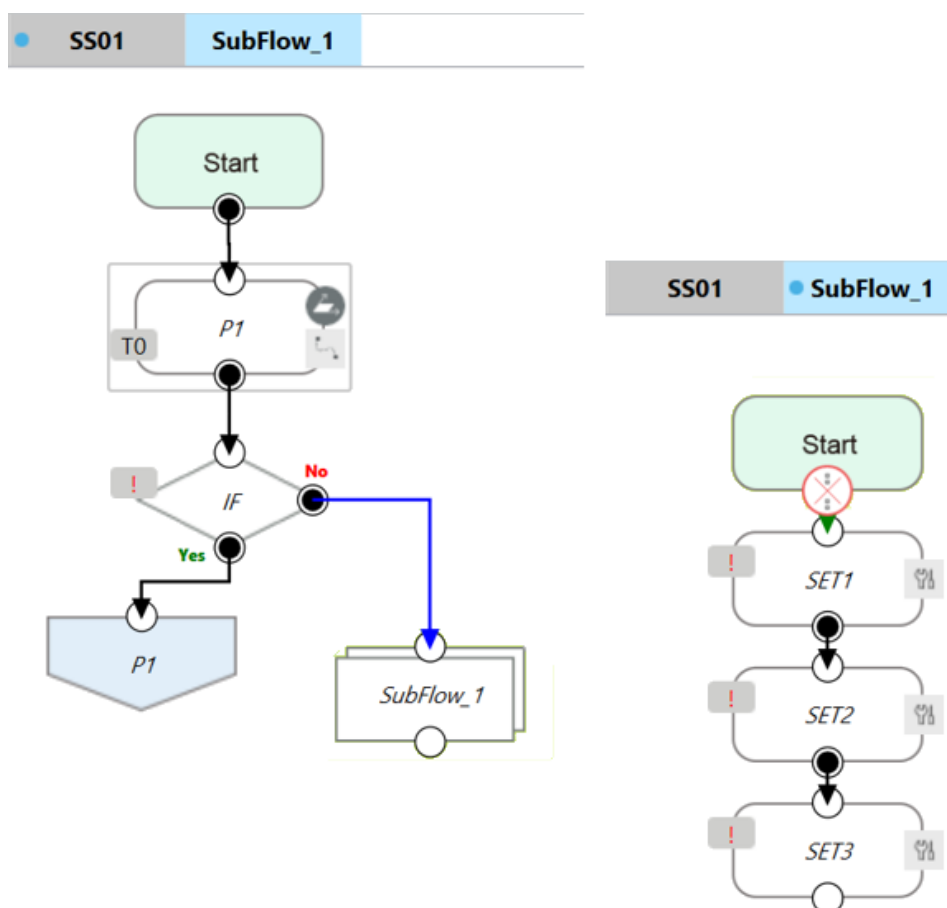 SS01 SubFlow_1
Start
P1
T0
!
IF
No
Yes
P1
SubFlow_1
SS01 SubFlow_1
Start
!
SET1
!
SET2
!
SET3